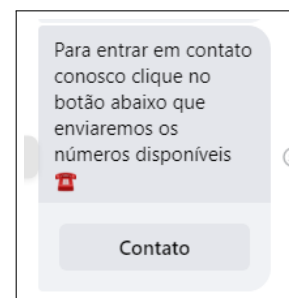 Para entrar em contato
conosco clique no
botão abaixo que
enviaremos os
números disponíveis
☎️
Contato